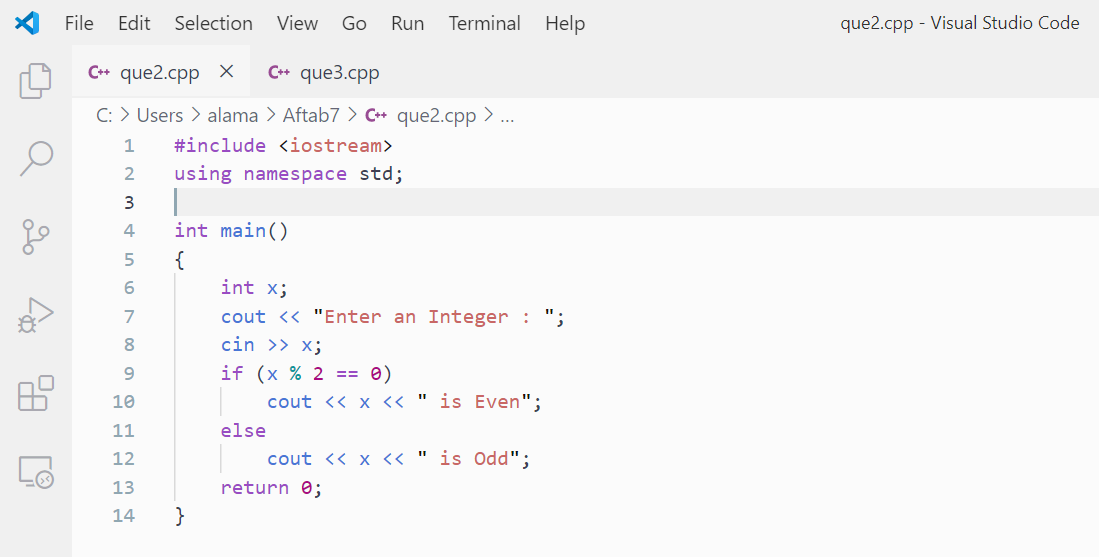 File Edit Selection View Go Run Terminal Help que2.cpp - Visual Studio Code
C++ que2.cpp × C++ que3.cpp
C: > Users > alama > Aftab7 > C++ que2.cpp > ...
1 #include <iostream>
2 using namespace std;
3
4 int main()
5 {
6 int x;
7 cout << "Enter an Integer : ";
8 cin >> x;
9 if (x % 2 == 0)
10 cout << x << " is Even";
11 else
12 cout << x << " is Odd";
13 return 0;
14 }